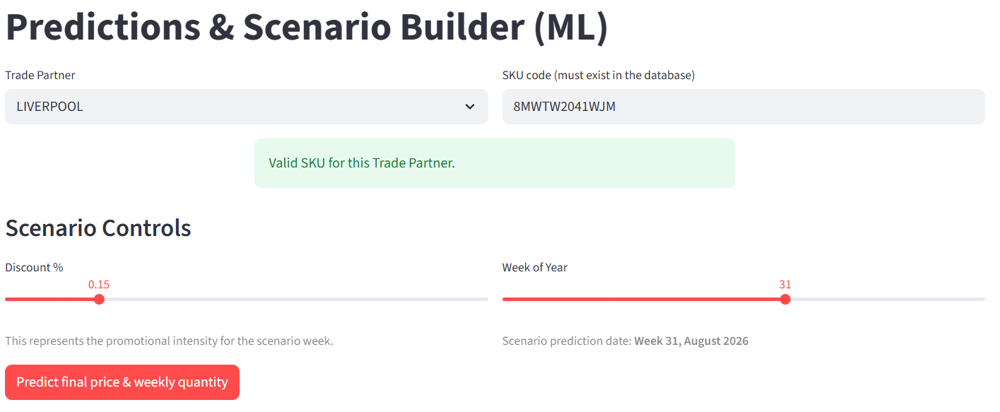 Predictions & Scenario Builder (ML)
Trade Partner
SKU code (must exist in the database)
LIVERPOOL
8MWTW2041WJM
Valid SKU for this Trade Partner.
Scenario Controls
Discount %
Week of Year
0.15
31
This represents the promotional intensity for the scenario week.
Scenario prediction date: Week 31, August 2026
Predict final price & weekly quantity